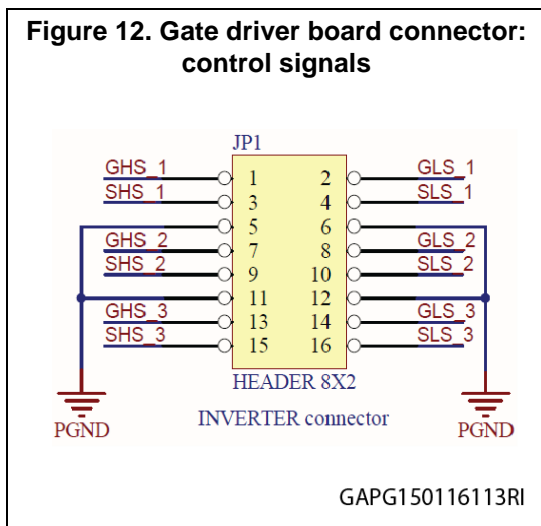 Figure 12. Gate driver board connector:
control signals
JP1
GHS_1 1 2 GLS_1
SHS_1 3 4 SLS_1
5 6
GHS_2 7 8 GLS_2
SHS_2 9 10 SLS_2
11 12
GHS_3 13 14 GLS_3
SHS_3 15 16 SLS_3
HEADER 8X2
PGND INVERTER connector PGND
GAPG150116113RI